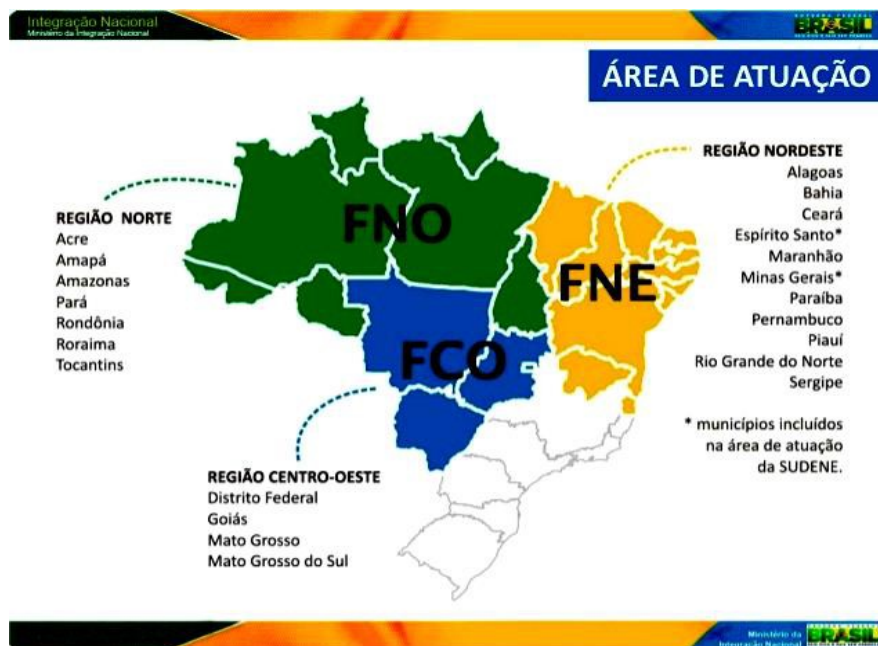 Integração Nacional
Ministério da Integração Nacional
BRASIL
ÁREA DE ATUAÇÃO
REGIÃO NORDESTE
Alagoas
Bahia
Ceará
Espírito Santo*
Maranhão
Minas Gerais*
Paraíba
Pernambuco
Piauí
Rio Grande do Norte
Sergipe
* municípios incluídos
na área de atuação
da SUDENE.
REGIÃO NORTE
Acre
Amapá
Amazonas
Pará
Rondônia
Roraima
Tocantins
FNO
FNE
FCO
REGIÃO CENTRO-OESTE
Distrito Federal
Goiás
Mato Grosso
Mato Grosso do Sul
Ministério da
Integração Nacional
BRASIL